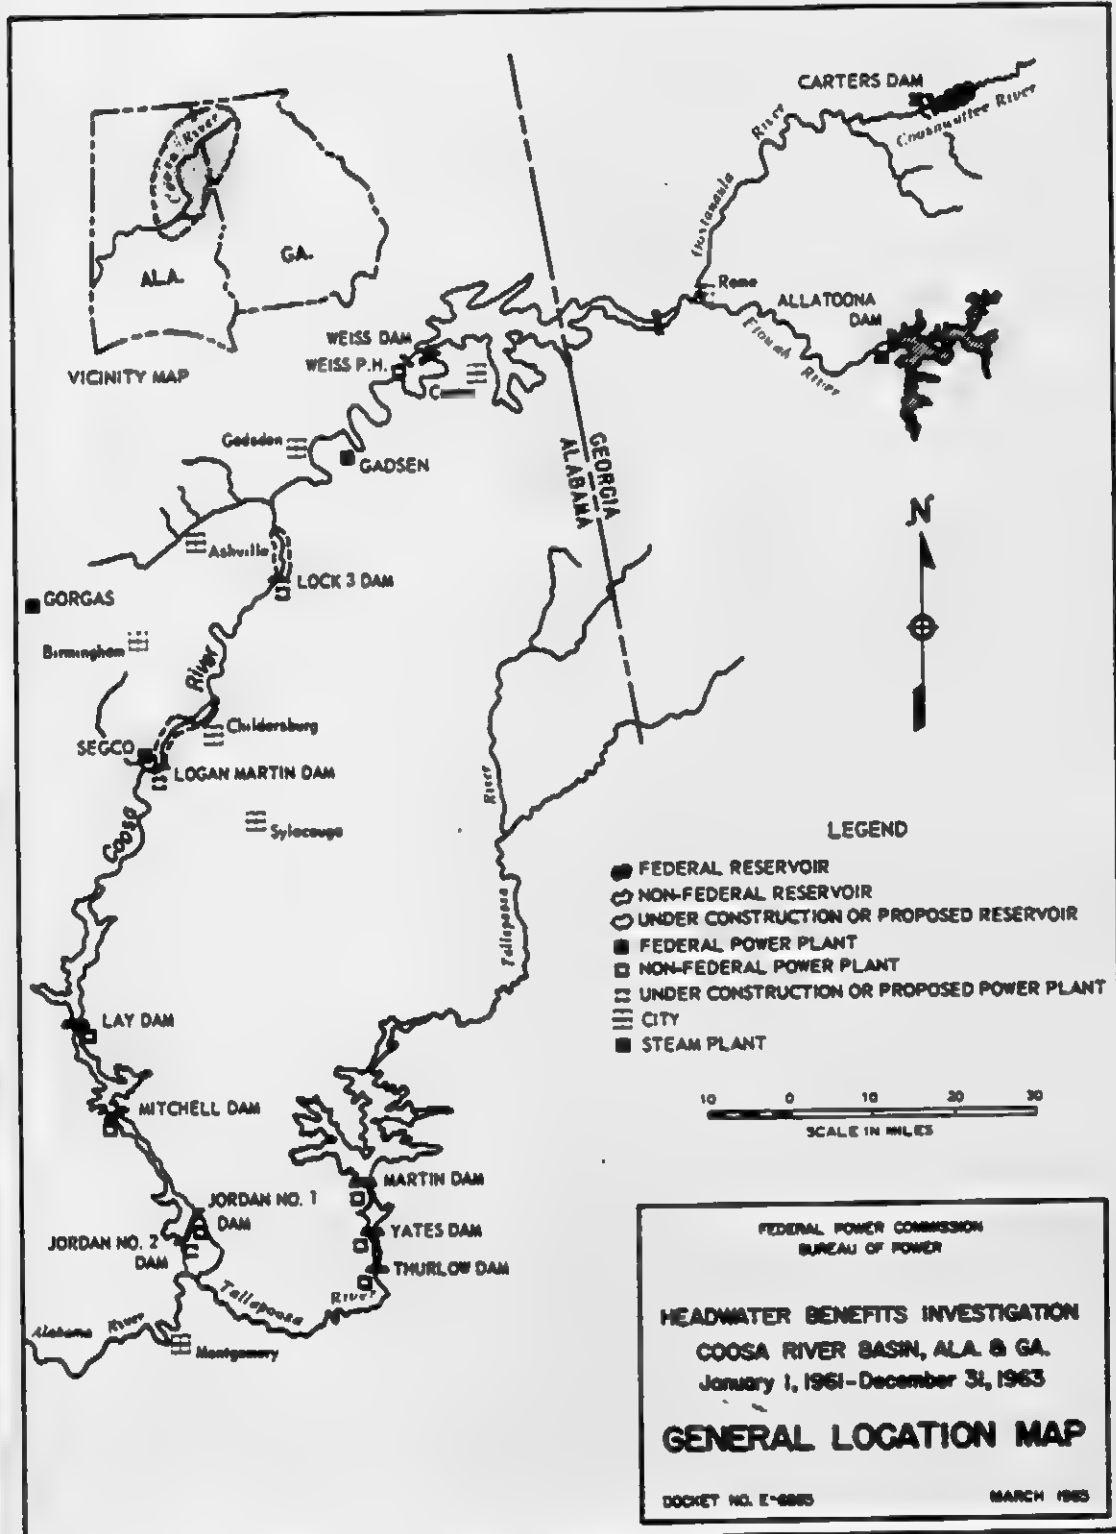 CARTERS DAM
Coosawattee River
River
Oostanaula
Coosa River
GA.
ALA.
VICINITY MAP
Rome
ALLATOONA
DAM
Etowah
River
WEISS DAM
WEISS P.H.
Gadsden
GADSEN
GEORGIA
ALABAMA
N
Ashville
LOCK 3 DAM
GORGAS
Birmingham
River
Childersburg
SEGCO
LOGAN MARTIN DAM
Coosa
Sylacauga
River
Tallapoosa
LEGEND
FEDERAL RESERVOIR
NON-FEDERAL RESERVOIR
UNDER CONSTRUCTION OR PROPOSED RESERVOIR
FEDERAL POWER PLANT
NON-FEDERAL POWER PLANT
UNDER CONSTRUCTION OR PROPOSED POWER PLANT
CITY
STEAM PLANT
LAY DAM
MITCHELL DAM
10 0 10 20 30
SCALE IN MILES
MARTIN DAM
JORDAN NO. 1
DAM
YATES DAM
JORDAN NO. 2
DAM
THURLOW DAM
Tallapoosa River
Alabama River
Montgomery
FEDERAL POWER COMMISSION
BUREAU OF POWER
HEADWATER BENEFITS INVESTIGATION
COOSA RIVER BASIN, ALA. & GA.
January 1, 1961-December 31, 1963
GENERAL LOCATION MAP
DOCKET NO.
MARCH 1965